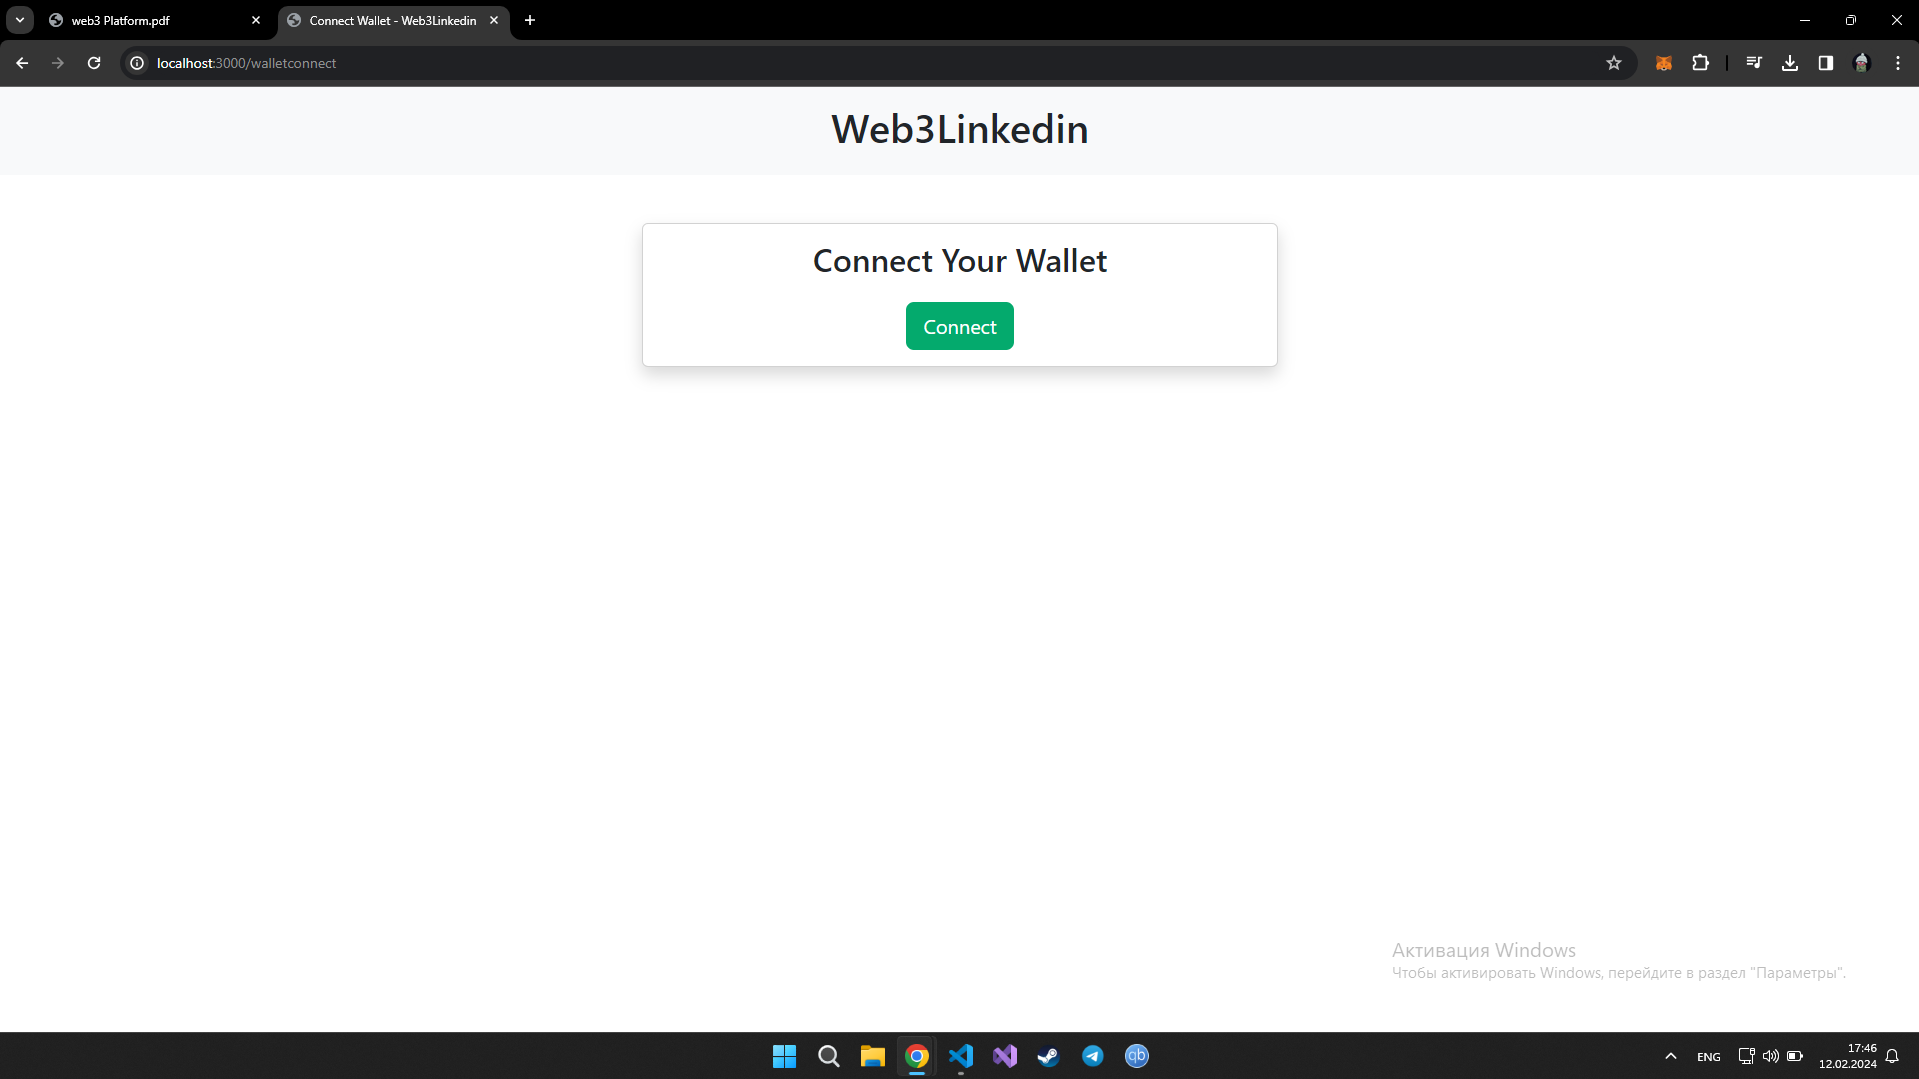 web3 Platform.pdf
Connect Wallet - Web3Linkedin
localhost:3000/walletconnect
Web3Linkedin
Connect Your Wallet
Connect
Активация Windows
Чтобы активировать Windows, перейдите в раздел "Параметры".
qb
ENG
17:46
12.02.2024